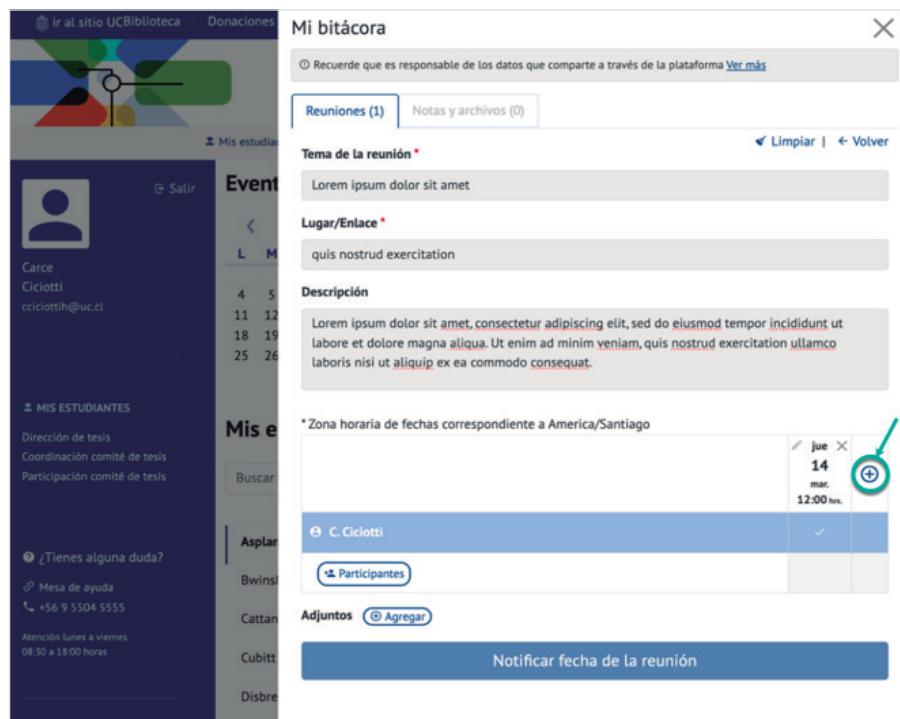 ir al sitio UC Biblioteca Donaciones
Mis estudia
Salir
Carce
Ciciotti
cciciottih@uc.cl
MIS ESTUDIANTES
Dirección de tesis
Coordinación comité de tesis
Participación comité de tesis
¿Tienes alguna duda?
Mesa de ayuda
+56 9 5504 5555
Atención lunes a viernes
08:30 a 18:00 horas
Event
L M
4 5
11 12
18 19
25 26
Mis e
Buscar
Asplan
Bwinsl
Cattan
Cubitt
Disbre
Mi bitácora
Recuerde que es responsable de los datos que comparte a través de la plataforma Ver más
Reuniones (1) Notas y archivos (0)
Limpiar | Volver
Tema de la reunión *
Lorem ipsum dolor sit amet
Lugar/Enlace *
quis nostrud exercitation
Descripción
Lorem ipsum dolor sit amet, consectetur adipiscing elit, sed do eiusmod tempor incididunt ut
labore et dolore magna aliqua. Ut enim ad minim veniam, quis nostrud exercitation ullamco
laboris nisi ut aliquip ex ea commodo consequat.
* Zona horaria de fechas correspondiente a America/Santiago
jue
14
mar.
12:00 hrs.
C. Ciciotti
Participantes
Adjuntos Agregar
Notificar fecha de la reunión